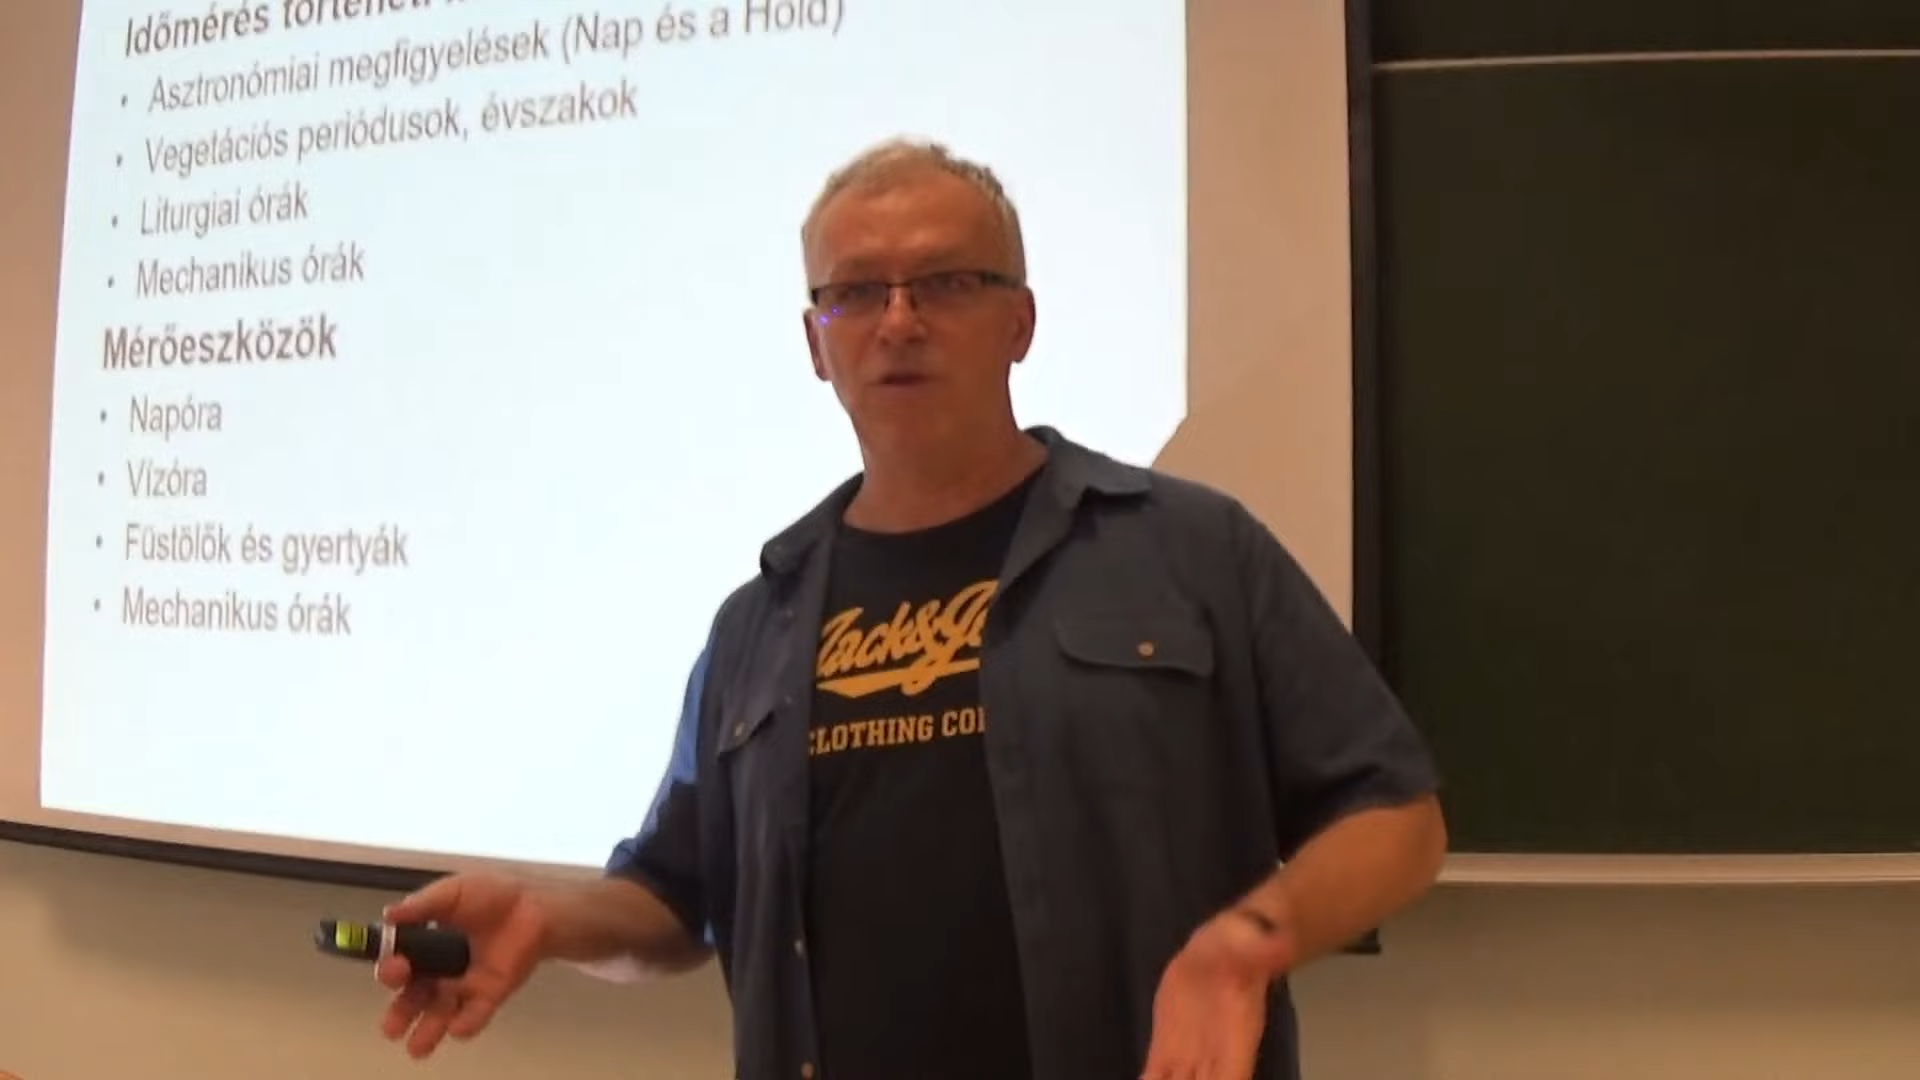 Időmérés történeti
• Asztronómiai megfigyelések (Nap és a Hold)
• Vegetációs periódusok, évszakok
• Liturgiai órák
• Mechanikus órák
Mérőeszközök
• Napóra
• Vízóra
• Füstölők és gyertyák
• Mechanikus órák
CLOTHING